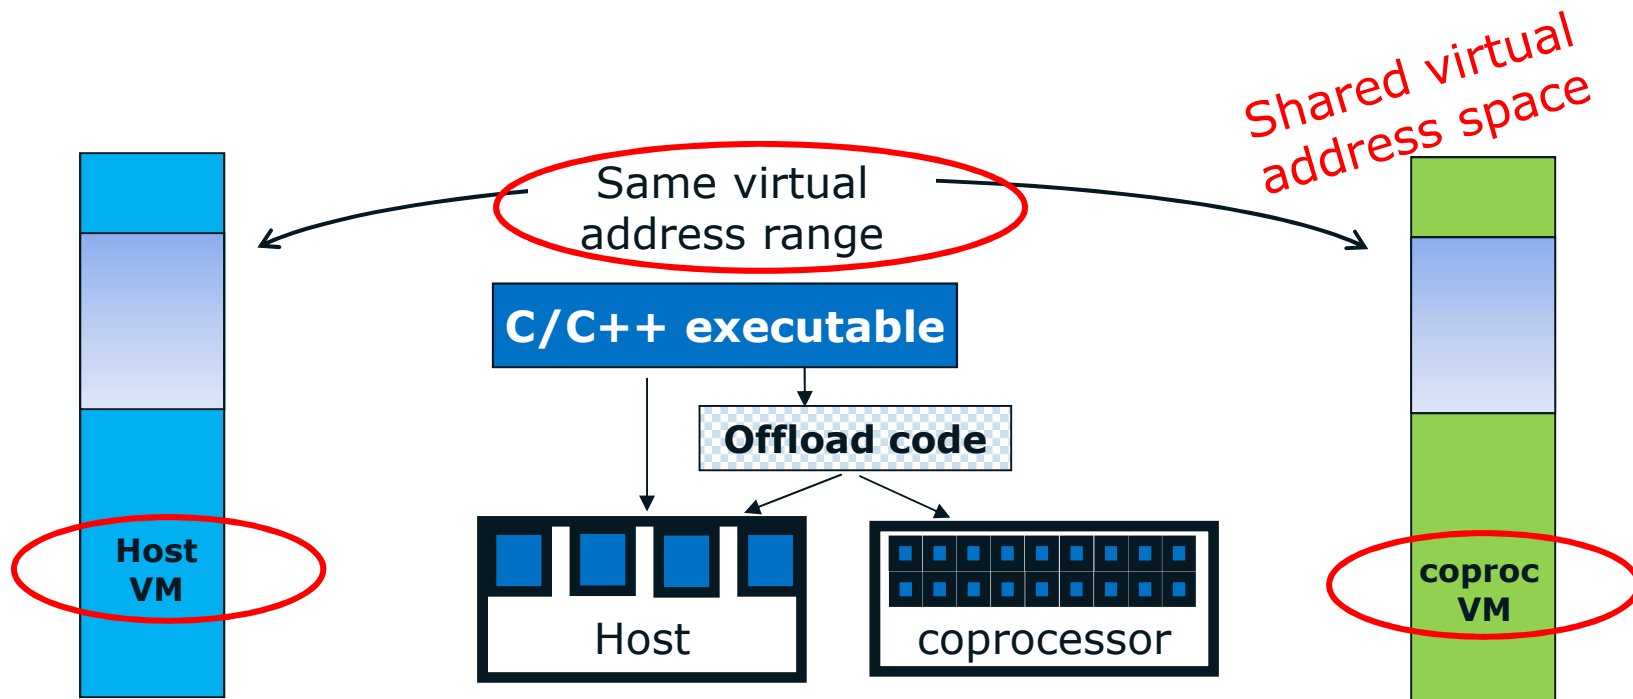 Shared virtual
address space
Same virtual
address range
C/C++ executable
Offload code
Host
VM
Host
coprocessor
coproc
VM